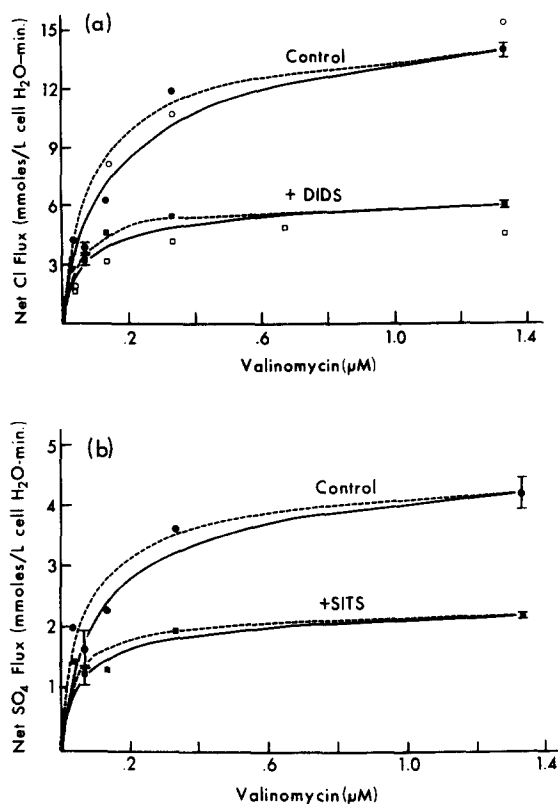 (a)
15
12
9
6
3
Net Cl Flux (mmoles/L cell H₂O–min.)
Control
+ DIDS
.2
.6
1.0
1.4
Valinomycin(μM)
(b)
5
4
3
2
1
Net SO₄ Flux (mmoles/L cell H₂O-min.)
Control
+SITS
.2
.6
1.0
1.4
Valinomycin(μM)